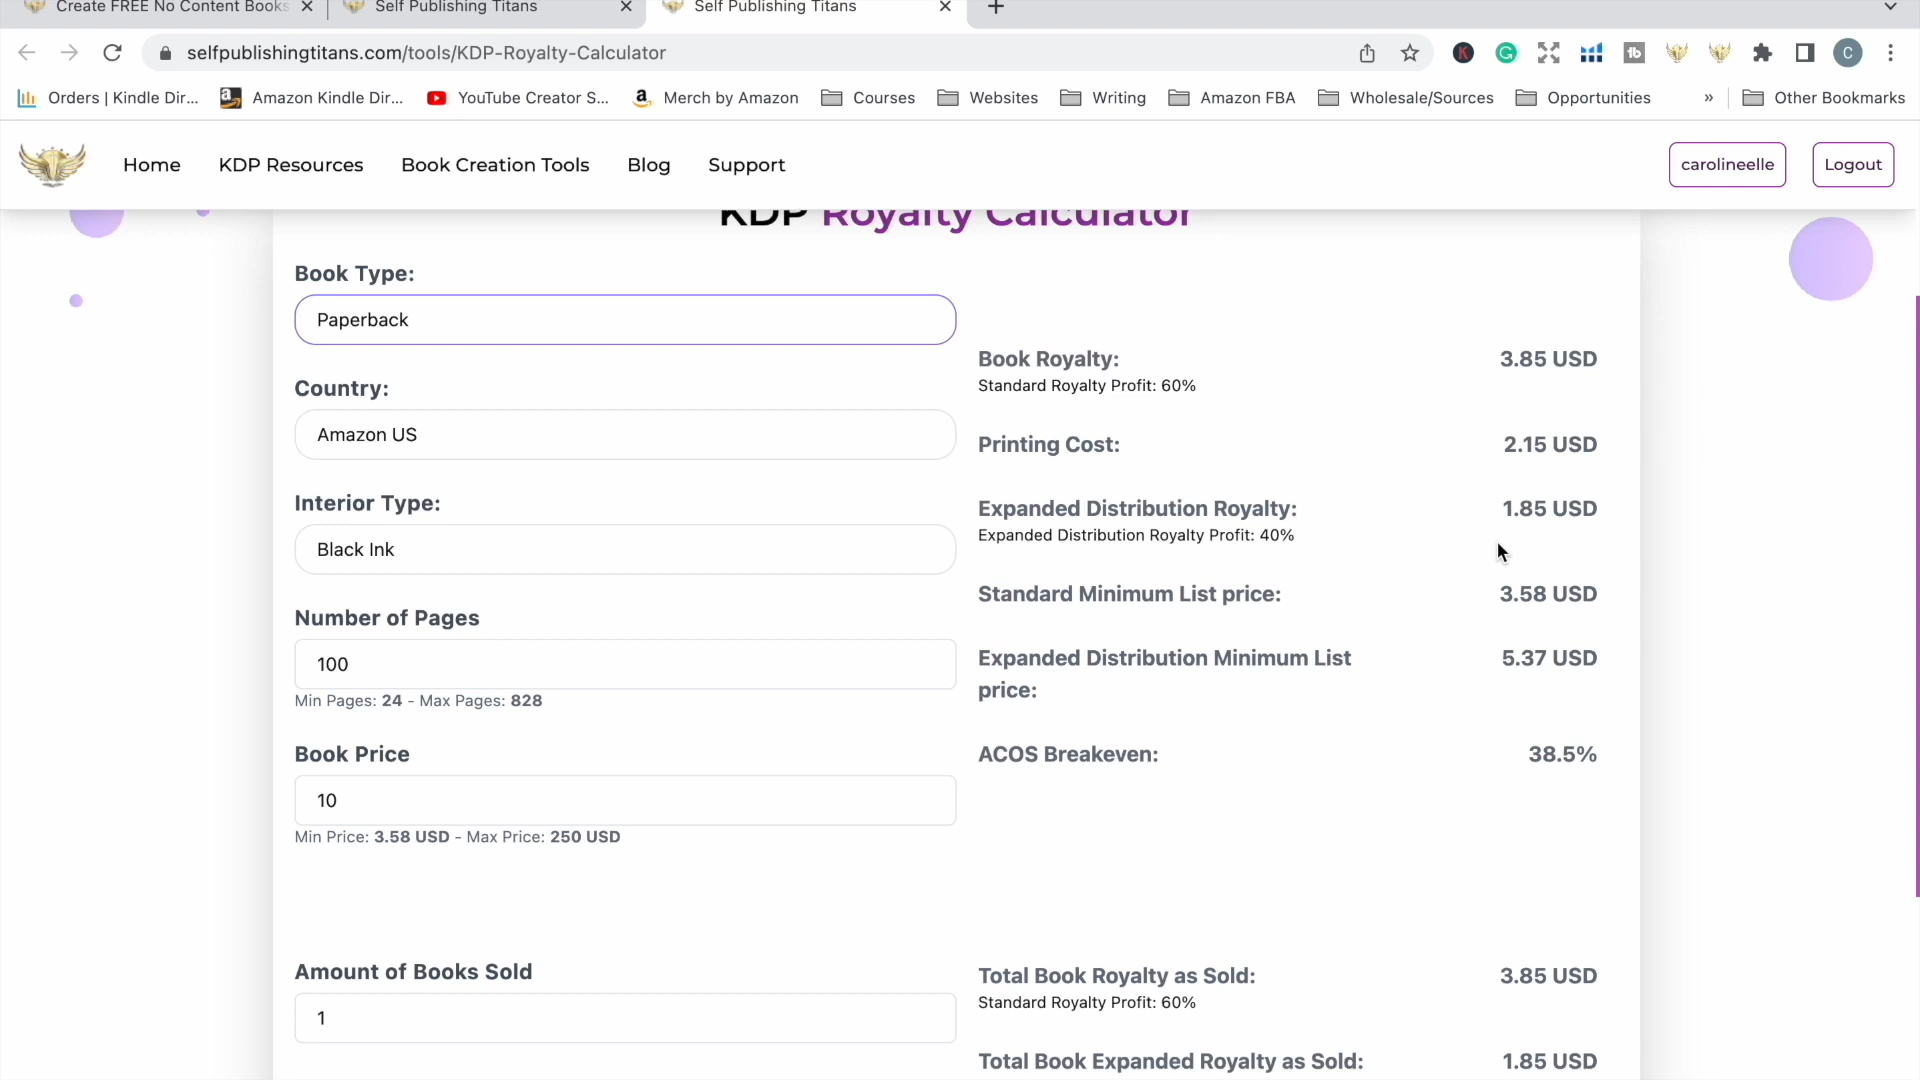 Create FREE No Content Books
Self Publishing Titans
Self Publishing Titans
selfpublishingtitans.com/tools/KDP-Royalty-Calculator
Orders | Kindle Dir...
Amazon Kindle Dir...
YouTube Creator S...
Merch by Amazon
Courses
Websites
Writing
Amazon FBA
Wholesale/Sources
Opportunities
»
Other Bookmarks
Home
KDP Resources
Book Creation Tools
Blog
Support
carolineelle
Logout
KDP Royalty Calculator
Book Type:
Paperback
Country:
Amazon US
Interior Type:
Black Ink
Number of Pages
100
Min Pages: 24 - Max Pages: 828
Book Price
10
Min Price: 3.58 USD - Max Price: 250 USD
Book Royalty: 3.85 USD
Standard Royalty Profit: 60%
Printing Cost: 2.15 USD
Expanded Distribution Royalty: 1.85 USD
Expanded Distribution Royalty Profit: 40%
Standard Minimum List price: 3.58 USD
Expanded Distribution Minimum List 5.37 USD
price:
ACOS Breakeven: 38.5%
Amount of Books Sold
1
Total Book Royalty as Sold: 3.85 USD
Standard Royalty Profit: 60%
Total Book Expanded Royalty as Sold: 1.85 USD